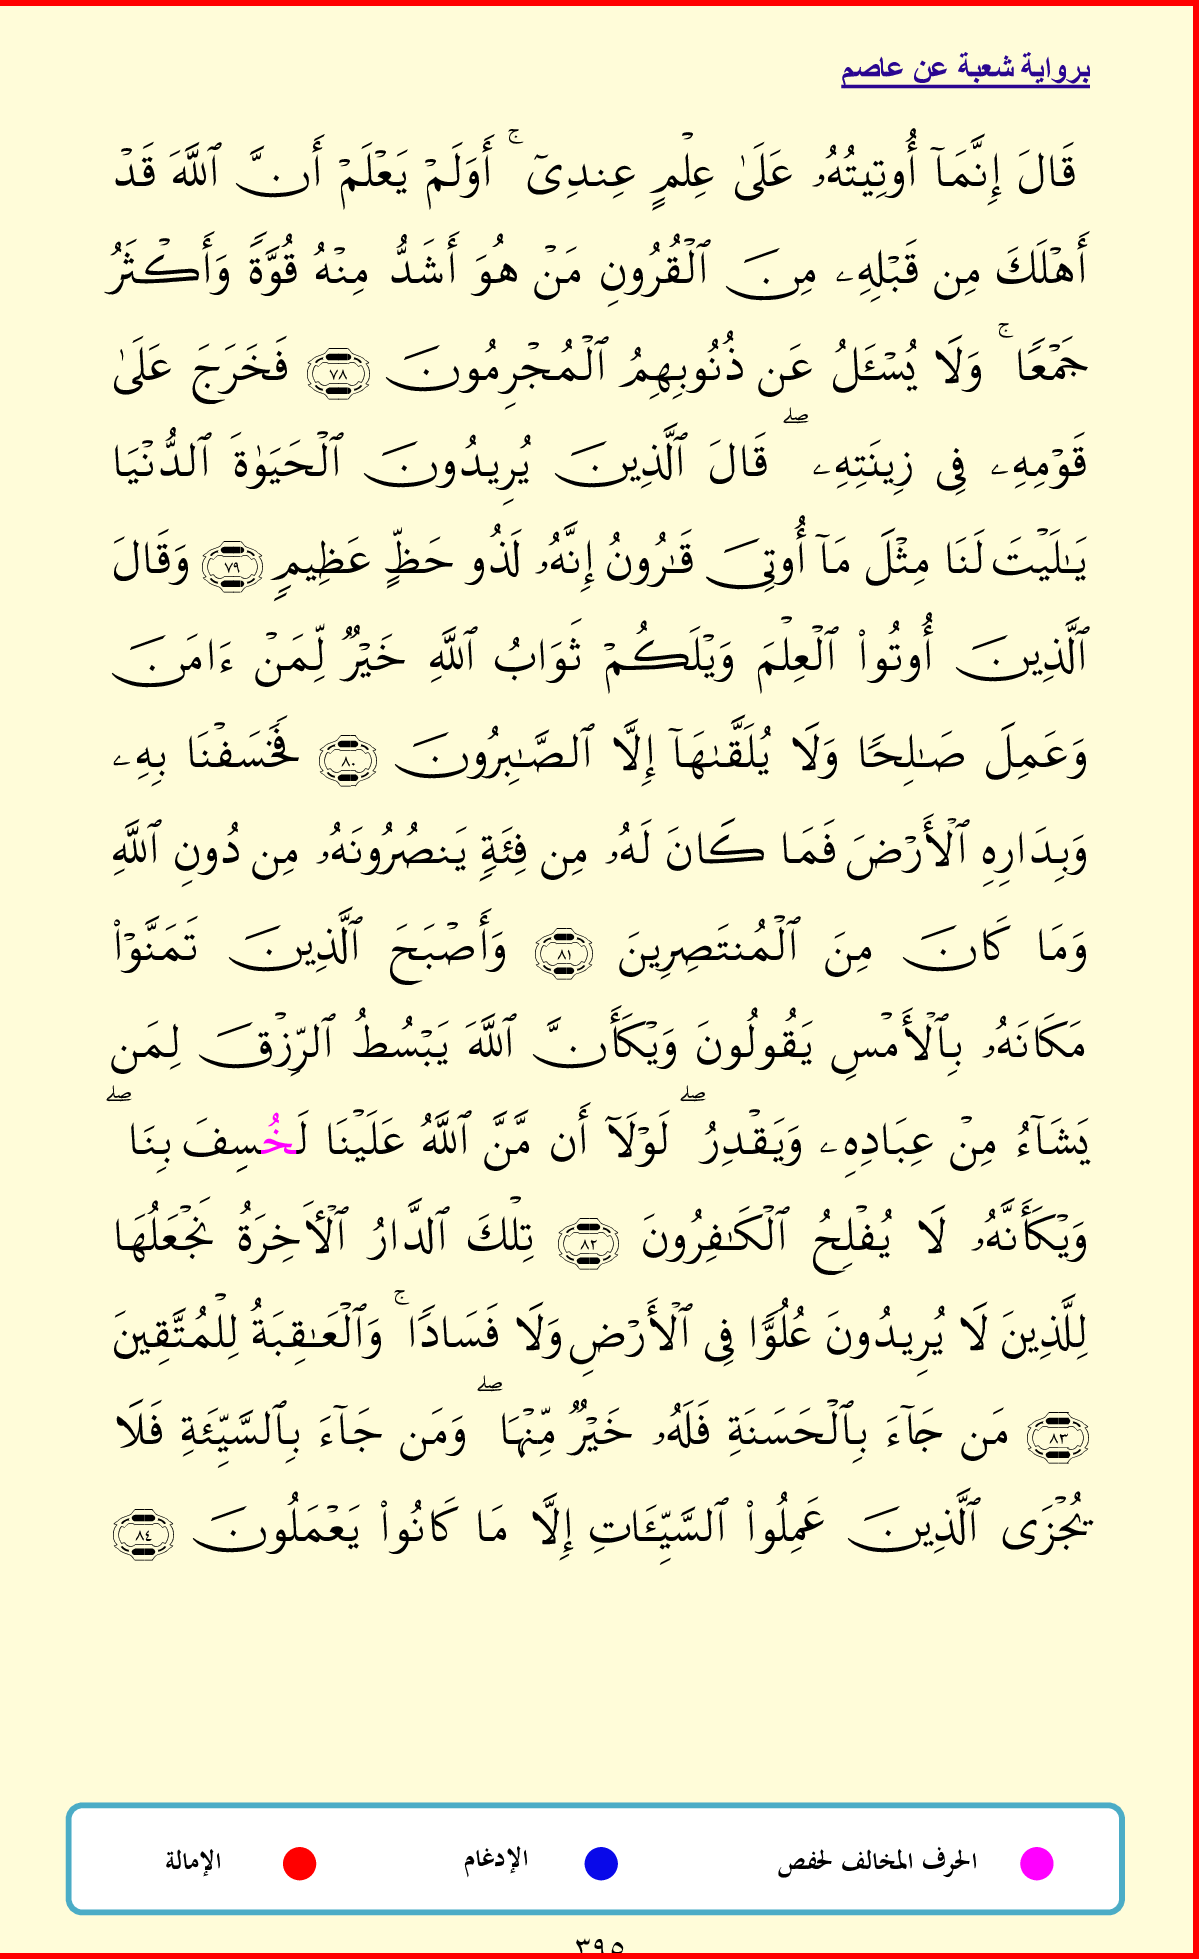 برواية شعبة عن عاصم
قَالَ إِنَّمَآ أُوتِيتُهُۥ عَلَىٰ عِلْمٍ عِندِىٓ ۚ أَوَلَمْ يَعْلَمْ أَنَّ ٱللَّهَ قَدْ
أَهْلَكَ مِن قَبْلِهِۦ مِنَ ٱلْقُرُونِ مَنْ هُوَ أَشَدُّ مِنْهُ قُوَّةً وَأَكْثَرُ
جَمْعًا ۚ وَلَا يُسْـَٔلُ عَن ذُنُوبِهِمُ ٱلْمُجْرِمُونَ ٧٨ فَخَرَجَ عَلَىٰ
قَوْمِهِۦ فِى زِينَتِهِۦ ۖ قَالَ ٱلَّذِينَ يُرِيدُونَ ٱلْحَيَوٰةَ ٱلدُّنْيَا
يَـٰلَيْتَ لَنَا مِثْلَ مَآ أُوتِىَ قَـٰرُونُ إِنَّهُۥ لَذُو حَظٍّ عَظِيمٍ ٧٩ وَقَالَ
ٱلَّذِينَ أُوتُوا۟ ٱلْعِلْمَ وَيْلَكُمْ ثَوَابُ ٱللَّهِ خَيْرٌ لِّمَنْ ءَامَنَ
وَعَمِلَ صَـٰلِحًا وَلَا يُلَقَّىٰهَآ إِلَّا ٱلصَّـٰبِرُونَ ٨٠ فَخَسَفْنَا بِهِۦ
وَبِدَارِهِ ٱلْأَرْضَ فَمَا كَانَ لَهُۥ مِن فِئَةٍ يَنصُرُونَهُۥ مِن دُونِ ٱللَّهِ
وَمَا كَانَ مِنَ ٱلْمُنتَصِرِينَ ٨١ وَأَصْبَحَ ٱلَّذِينَ تَمَنَّوْا۟
مَكَانَهُۥ بِٱلْأَمْسِ يَقُولُونَ وَيْكَأَنَّ ٱللَّهَ يَبْسُطُ ٱلرِّزْقَ لِمَن
يَشَآءُ مِنْ عِبَادِهِۦ وَيَقْدِرُ ۖ لَوْلَآ أَن مَّنَّ ٱللَّهُ عَلَيْنَا لَخُسِفَ بِنَا ۖ
وَيْكَأَنَّهُۥ لَا يُفْلِحُ ٱلْكَـٰفِرُونَ ٨٢ تِلْكَ ٱلدَّارُ ٱلْـَٔاخِرَةُ نَجْعَلُهَا
لِلَّذِينَ لَا يُرِيدُونَ عُلُوًّا فِى ٱلْأَرْضِ وَلَا فَسَادًا ۚ وَٱلْعَـٰقِبَةُ لِلْمُتَّقِينَ
٨٣ مَن جَآءَ بِٱلْحَسَنَةِ فَلَهُۥ خَيْرٌ مِّنْهَا ۖ وَمَن جَآءَ بِٱلسَّيِّئَةِ فَلَا
يُجْزَى ٱلَّذِينَ عَمِلُوا۟ ٱلسَّيِّـَٔاتِ إِلَّا مَا كَانُوا۟ يَعْمَلُونَ ٨٤
الحرف المخالف لحفص الإدغام الإمالة
٣٩٥